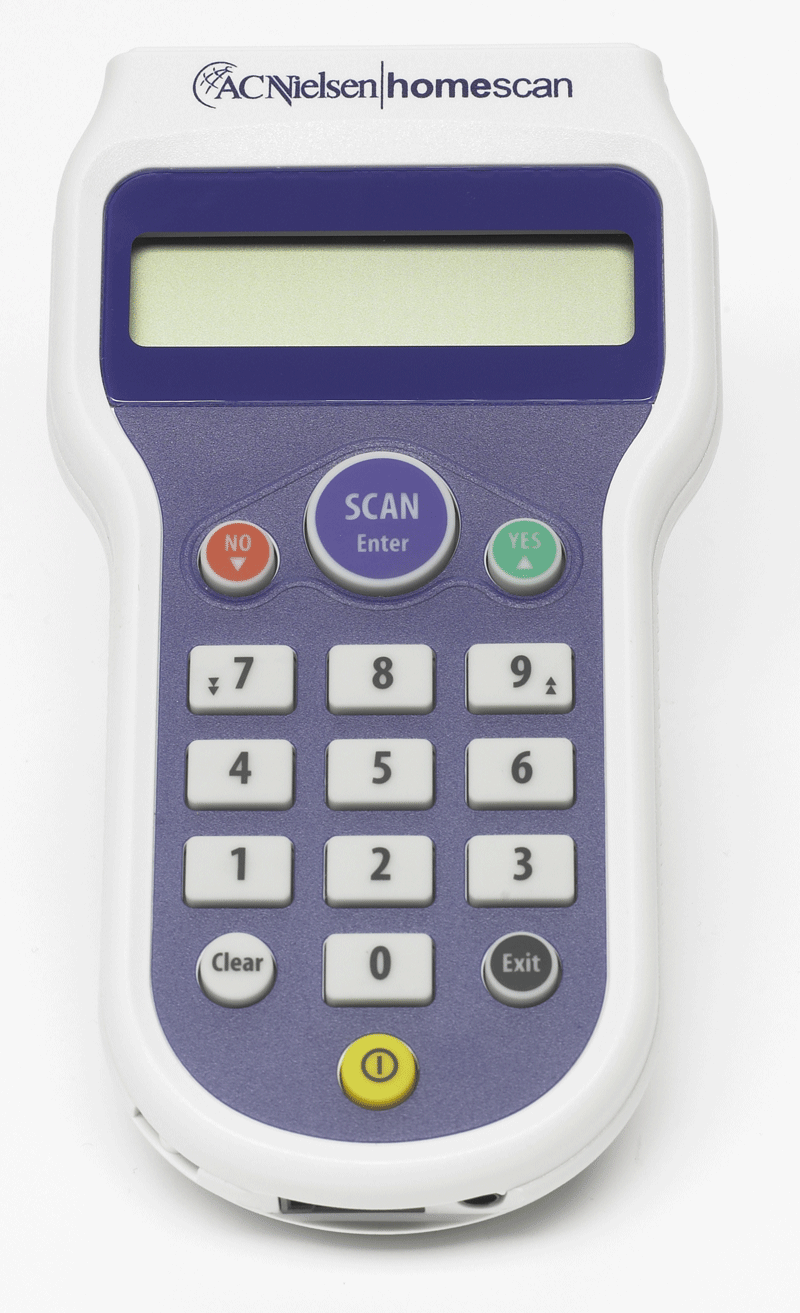 ACNielsen|homescan
SCAN
Enter
NO
YES
7 8 9
4 5 6
1 2 3
Clear 0 Exit